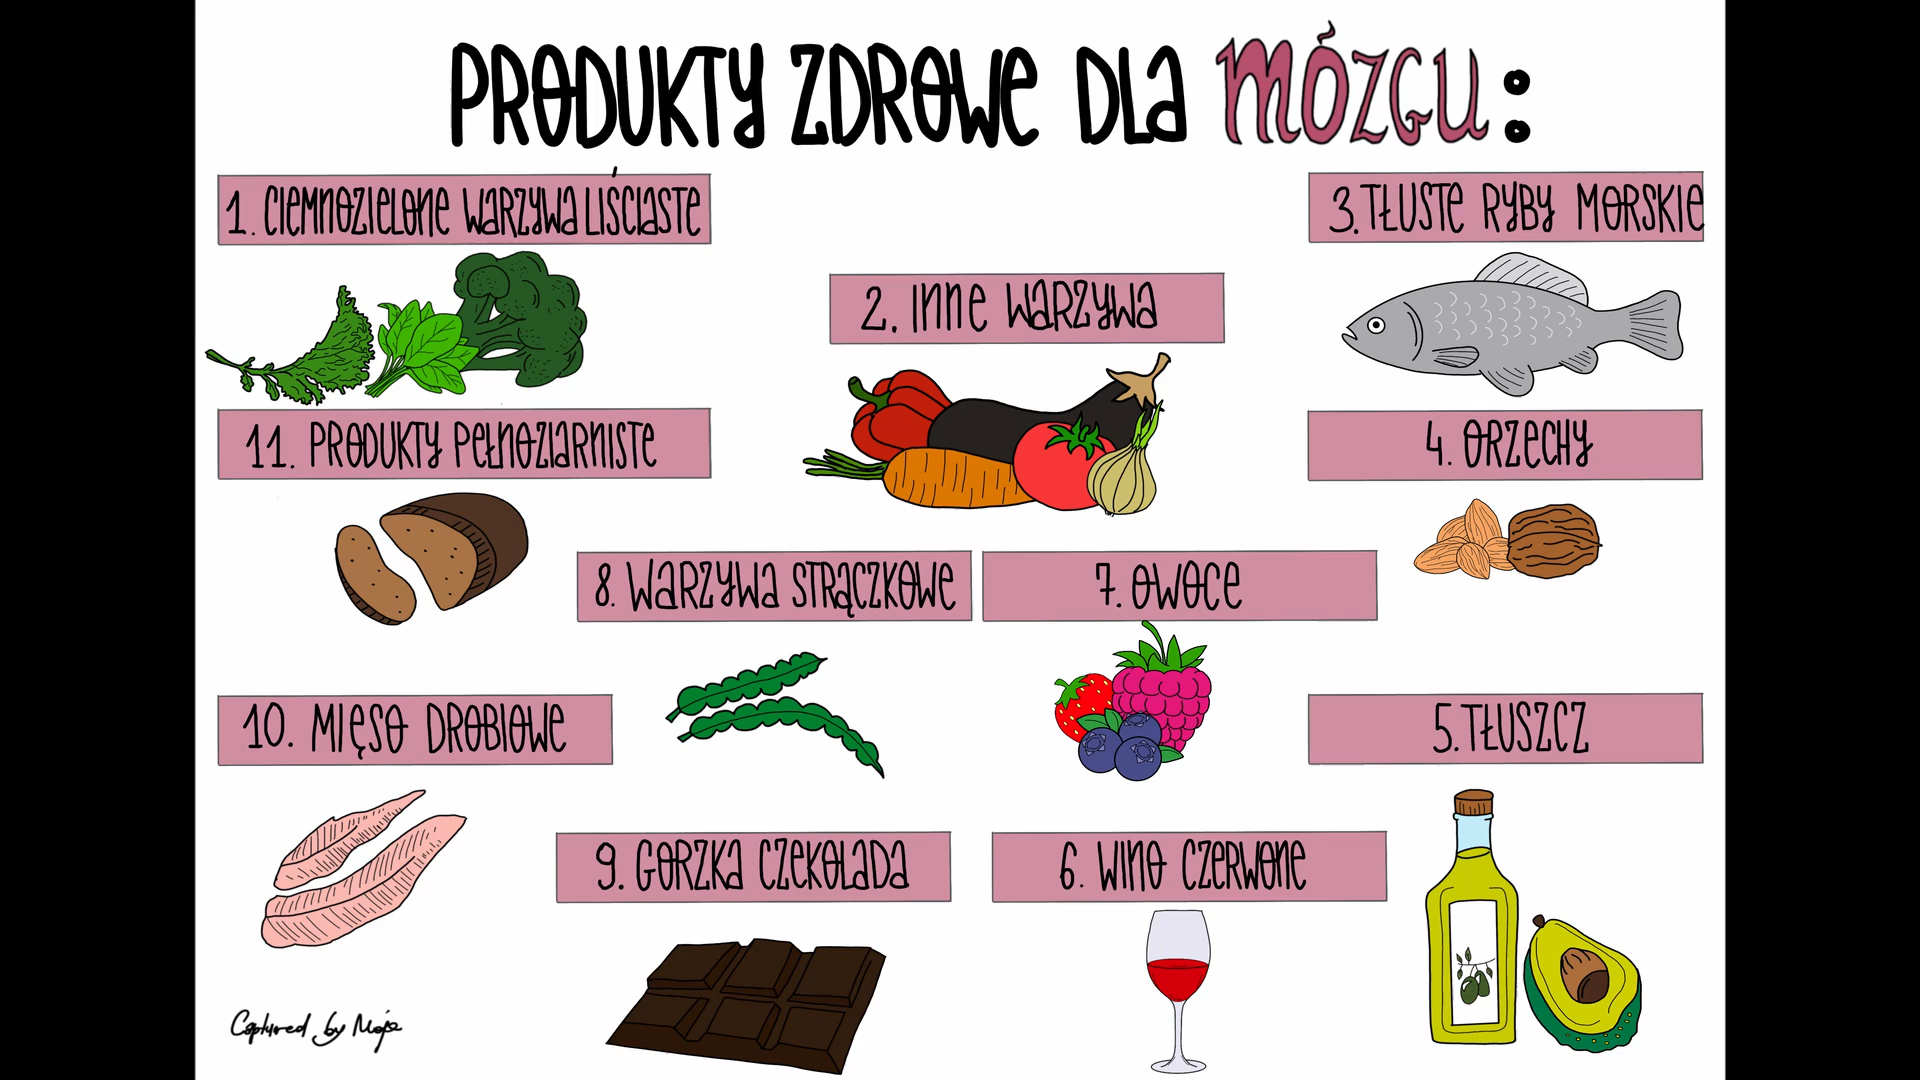 PRODUKTY ZDROWE DLA MÓZGU:
1. CIEMNOZIELONE WARZYWA LIŚCIASTE
2. INNE WARZYWA
3. TŁUSTE RYBY MORSKIE
4. ORZECHY
5. TŁUSZCZ
6. WINO CZERWONE
7. OWOCE
8. WARZYWA STRĄCZKOWE
9. GORZKA CZEKOLADA
10. MIĘSO DROBIOWE
11. PRODUKTY PEŁNOZIARNISTE
Captured by Maja